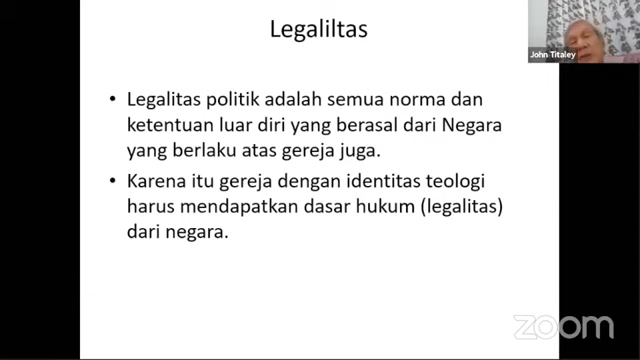 Legaliltas
John Titaley
• Legalitas politik adalah semua norma dan
ketentuan luar diri yang berasal dari Negara
yang berlaku atas gereja juga.
• Karena itu gereja dengan identitas teologi
harus mendapatkan dasar hukum (legalitas)
dari negara.
zoom